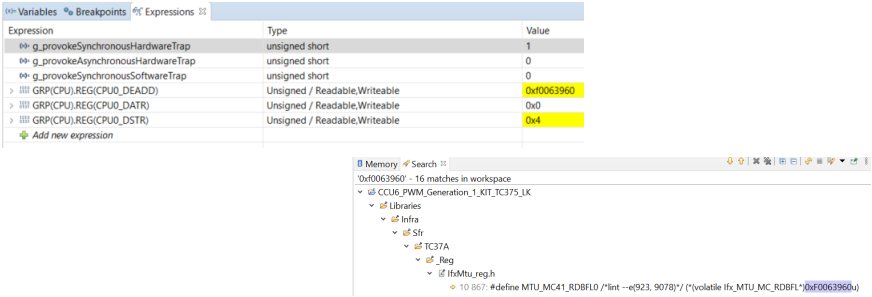 Variables Breakpoints Expressions
Expression Type Value
g_provokeSynchronousHardwareTrap unsigned short 1
g_provokeAsynchronousHardwareTrap unsigned short 0
g_provokeSynchronousSoftwareTrap unsigned short 0
GRP(CPU).REG(CPU0_DEADD) Unsigned / Readable,Writeable 0xf0063960
GRP(CPU).REG(CPU0_DATR) Unsigned / Readable,Writeable 0x0
GRP(CPU).REG(CPU0_DSTR) Unsigned / Readable,Writeable 0x4
Add new expression
Memory Search
'0xf0063960' - 16 matches in workspace
CCU6_PWM_Generation_1_KIT_TC375_LK
Libraries
Infra
Sfr
TC37A
_Reg
IfxMtu_reg.h
10 867: #define MTU_MC41_RDBFL0 /*lint --e(923, 9078)*/ (*(volatile Ifx_MTU_MC_RDBFL*)0xF0063960u)